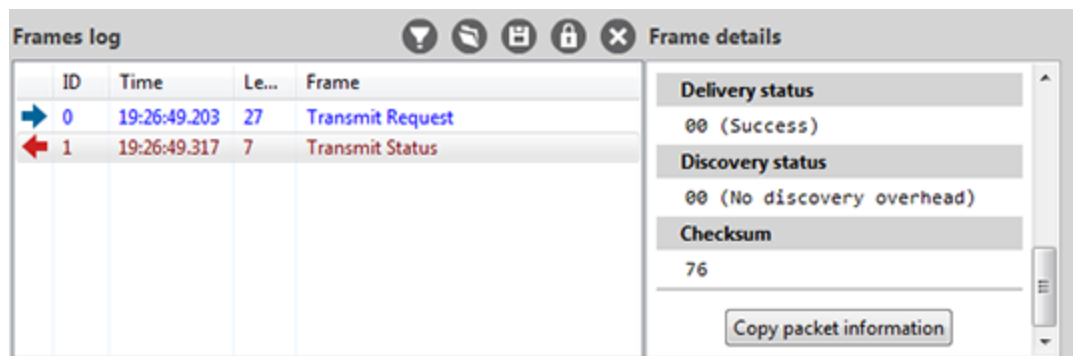 Frames log
ID Time Le... Frame
0 19:26:49.203 27 Transmit Request
1 19:26:49.317 7 Transmit Status
Frame details
Delivery status
00 (Success)
Discovery status
00 (No discovery overhead)
Checksum
76
Copy packet information